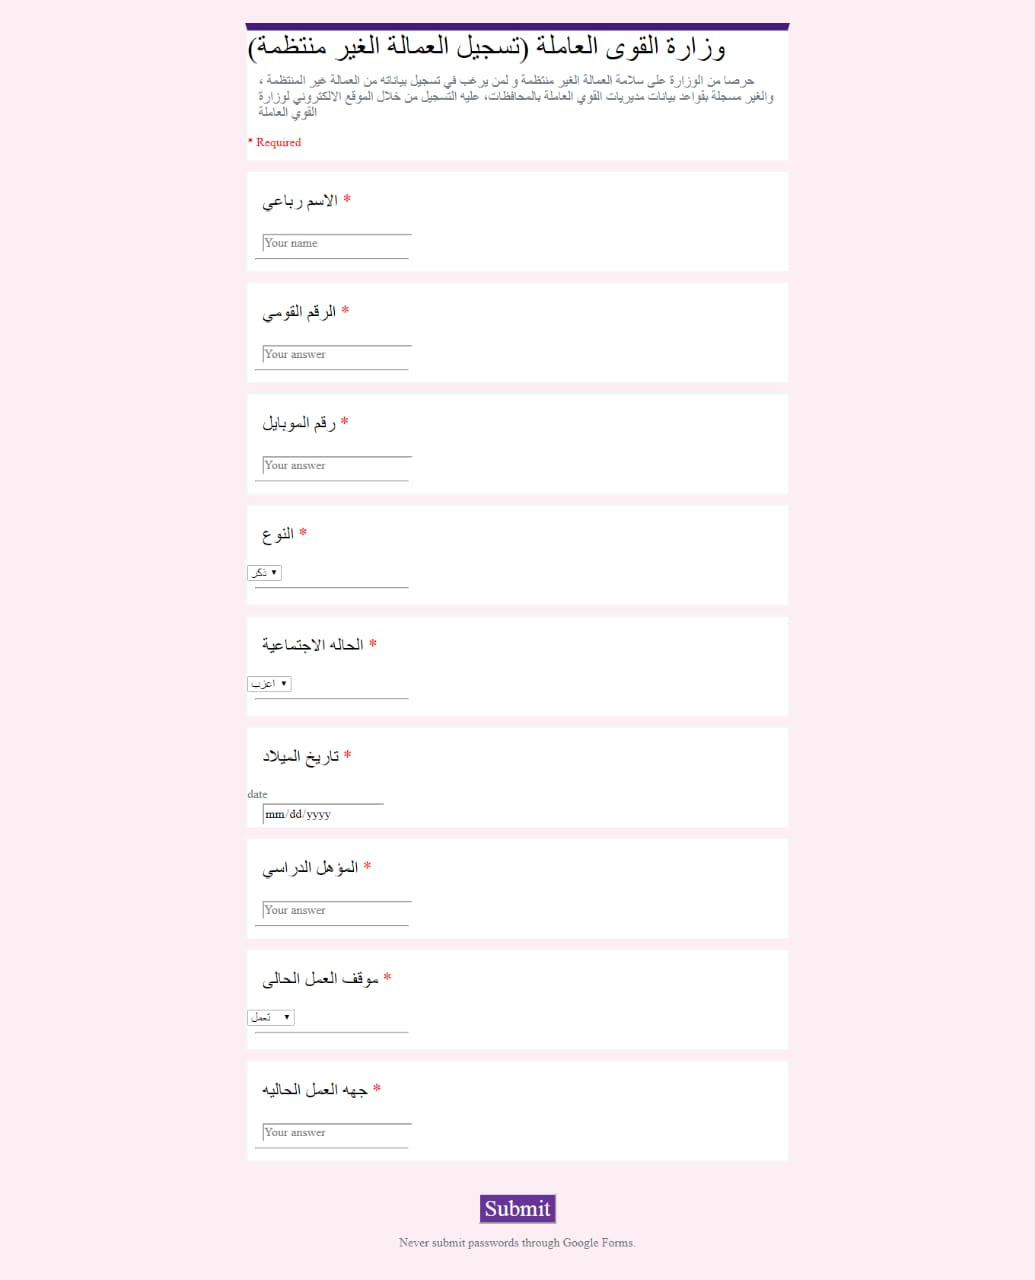 وزارة القوى العاملة (تسجيل العمالة الغير منتظمة)
حرصا من الوزارة على سلامة العمالة الغير منتظمة و لمن يرغب في تسجيل بياناته من العمالة غير المنتظمة ،
والغير مسجلة بقواعد بيانات مديريات القوي العاملة بالمحافظات، عليه التسجيل من خلال الموقع الالكتروني لوزارة
القوي العاملة
* Required
الاسم رباعي *
Your name
الرقم القومي *
Your answer
رقم الموبايل *
Your answer
النوع *
ذكر
الحاله الاجتماعية *
اعزب
تاريخ الميلاد *
date
mm/dd/yyyy
المؤهل الدراسي *
Your answer
موقف العمل الحالى *
تعمل
جهه العمل الحاليه *
Your answer
Submit
Never submit passwords through Google Forms.